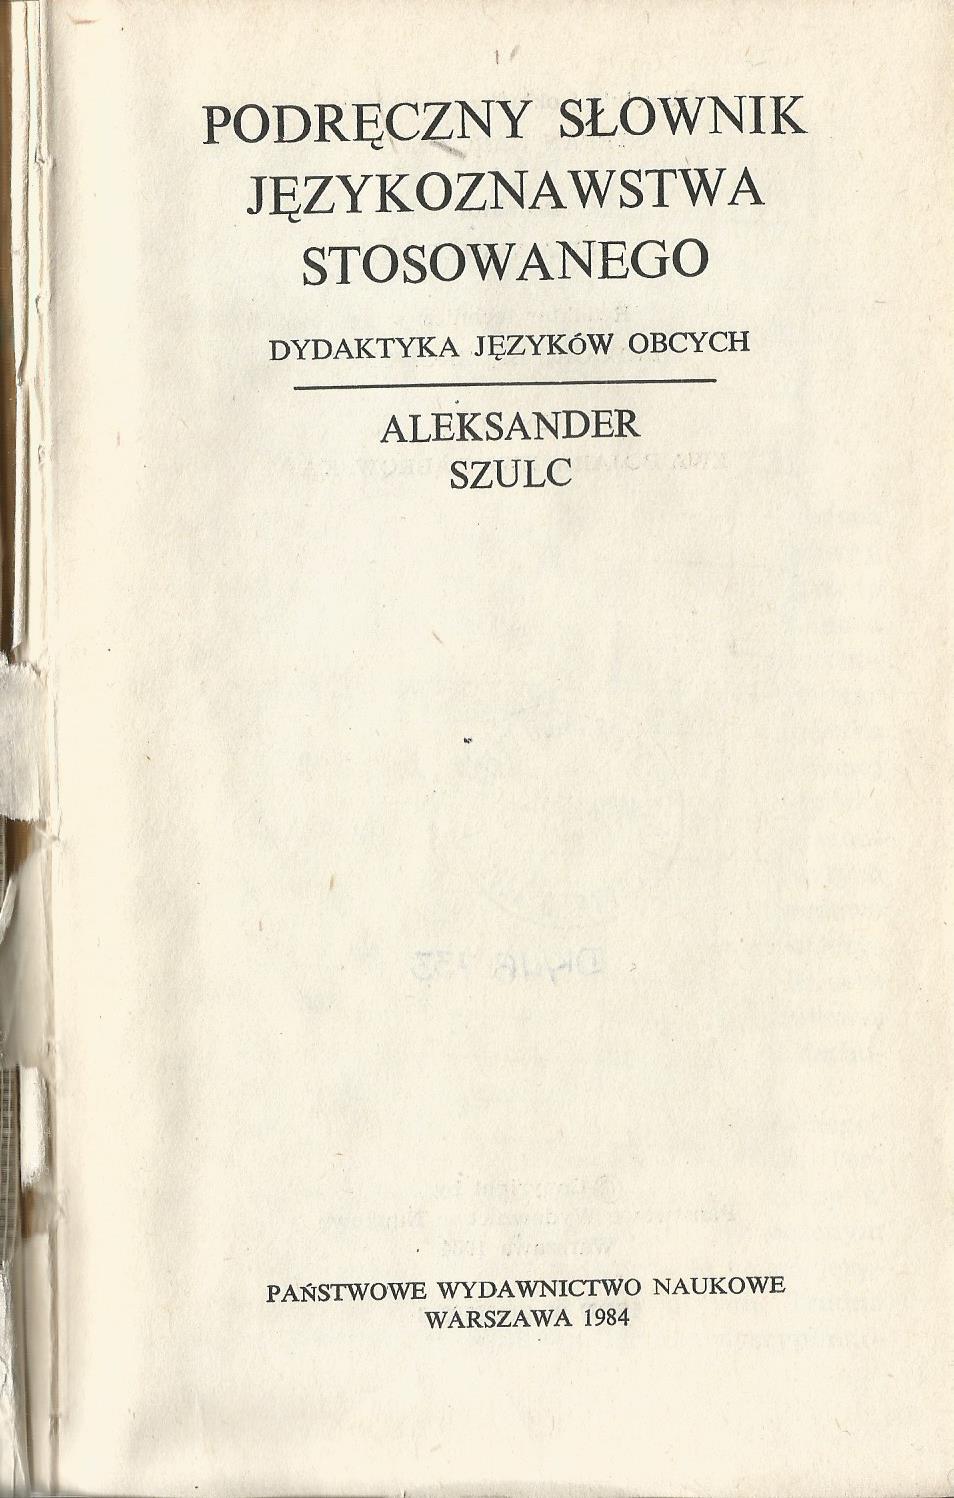 PODRĘCZNY SŁOWNIK
JĘZYKOZNAWSTWA
STOSOWANEGO
DYDAKTYKA JĘZYKÓW OBCYCH
ALEKSANDER
SZULC
PAŃSTWOWE WYDAWNICTWO NAUKOWE
WARSZAWA 1984